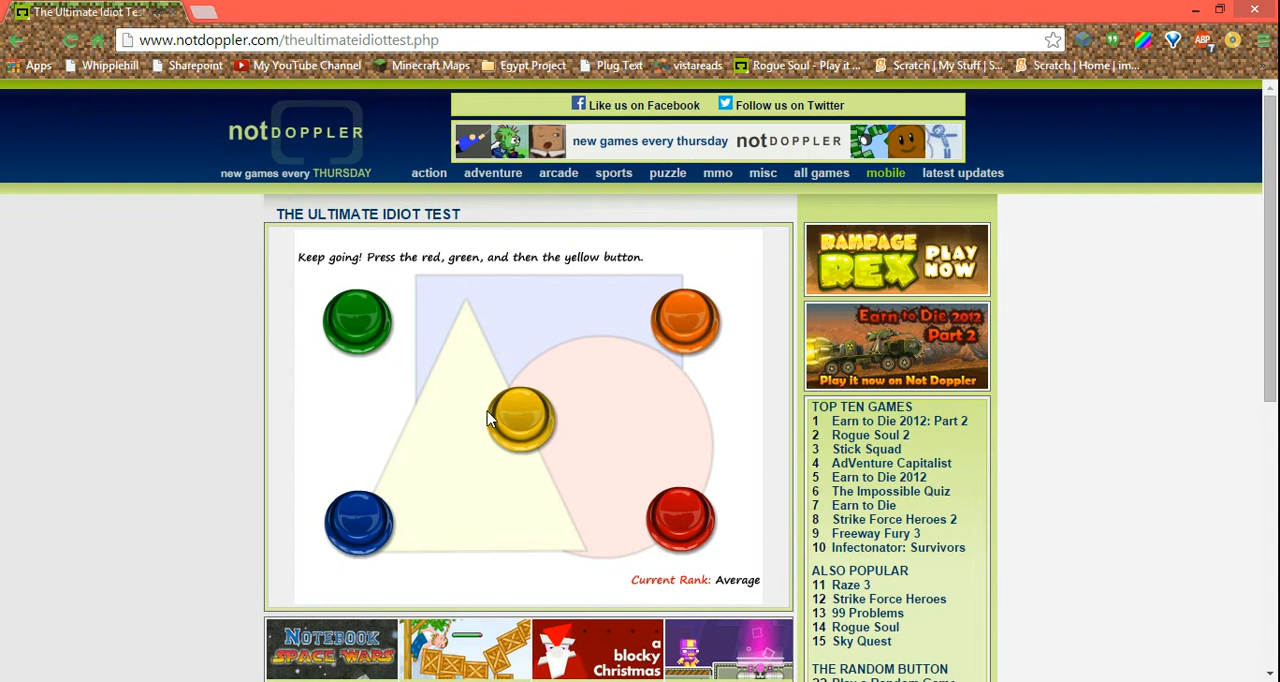 The Ultimate Idiot Te
www.notdoppler.com/theultimateidiottest.php
ABP
7
Apps Whipplehill Sharepoint My YouTube Channel Minecraft Maps Egypt Project Plug Text vistareads Rogue Soul - Play it ... Scratch | My Stuff | S... Scratch | Home | im...
Like us on Facebook Follow us on Twitter
notDOPPLER
new games every thursday notDOPPLER
new games every THURSDAY
action adventure arcade sports puzzle mmo misc all games mobile latest updates
THE ULTIMATE IDIOT TEST
Keep going! Press the red, green, and then the yellow button.
Current Rank: Average
RAMPAGE
REX
PLAY
NOW
Earn to Die 2012
Part 2
Play it now on Not Doppler
TOP TEN GAMES
1 Earn to Die 2012: Part 2
2 Rogue Soul 2
3 Stick Squad
4 AdVenture Capitalist
5 Earn to Die 2012
6 The Impossible Quiz
7 Earn to Die
8 Strike Force Heroes 2
9 Freeway Fury 3
10 Infectonator: Survivors
ALSO POPULAR
11 Raze 3
12 Strike Force Heroes
13 99 Problems
14 Rogue Soul
15 Sky Quest
THE RANDOM BUTTON
NOTEBOOK
SPACE WARS
a
blocky
Christmas